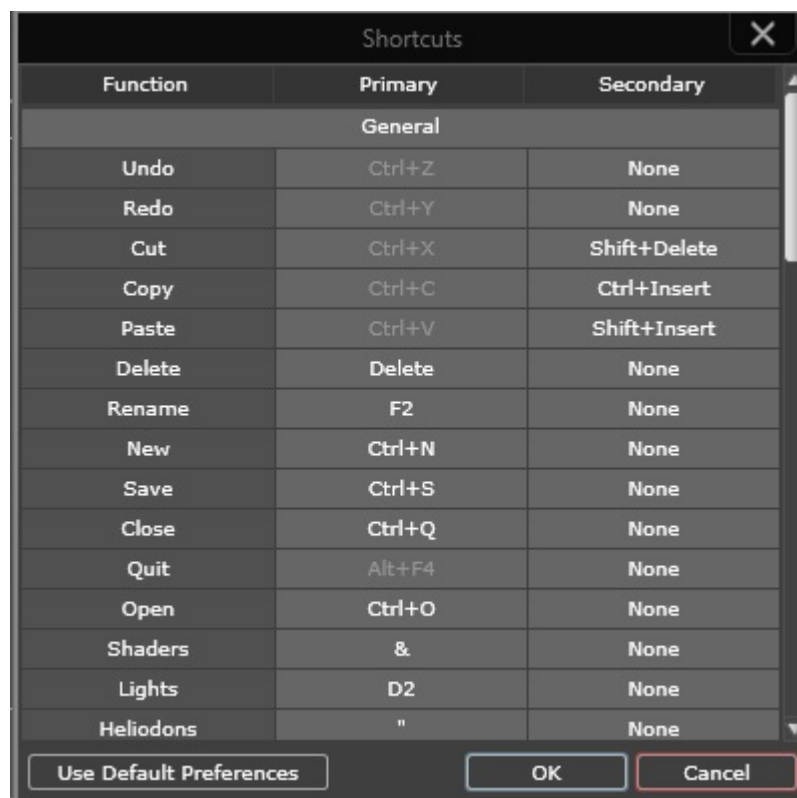 Shortcuts
Function Primary Secondary
General
Undo Ctrl+Z None
Redo Ctrl+Y None
Cut Ctrl+X Shift+Delete
Copy Ctrl+C Ctrl+Insert
Paste Ctrl+V Shift+Insert
Delete Delete None
Rename F2 None
New Ctrl+N None
Save Ctrl+S None
Close Ctrl+Q None
Quit Alt+F4 None
Open Ctrl+O None
Shaders & None
Lights D2 None
Heliodons " None
Use Default Preferences OK Cancel